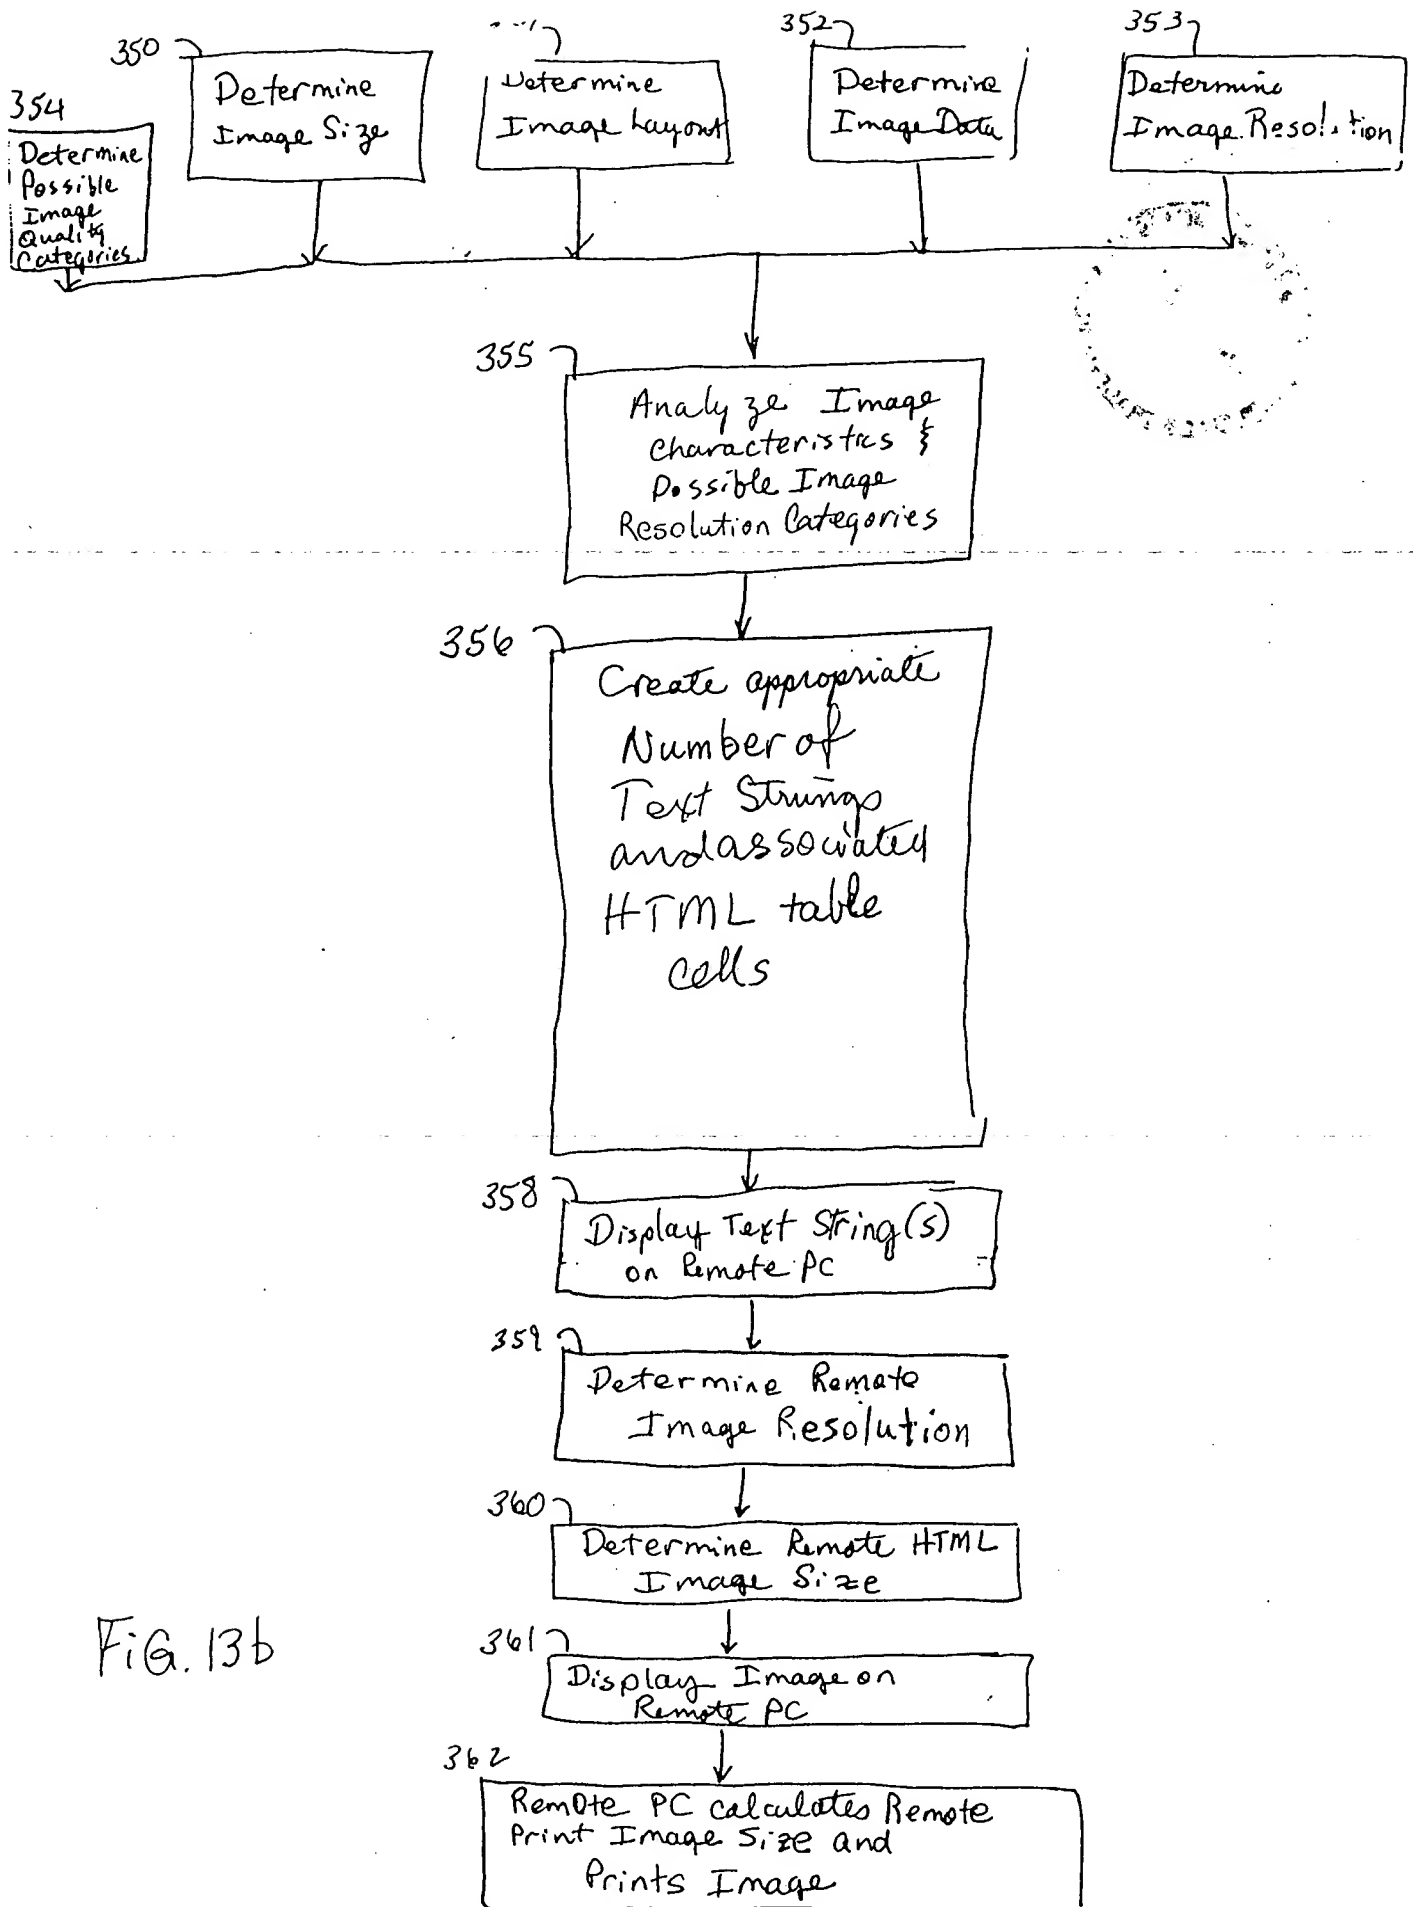 350
Determine
Image Size
Determine
Image Layout
352
Determine
Image Data
353
Determine
Image Resolution
354
Determine
Possible
Image
Quality
Categories
355
Analyze Image
Characteristics &
Possible Image
Resolution Categories
356
Create appropriate
Number of
Text Strings
and associated
HTML table
cells
358
Display Text String(s)
on Remote PC
359
Determine Remote
Image Resolution
360
Determine Remote HTML
Image Size
361
Display Image on
Remote PC
362
Remote PC calculates Remote
Print Image Size and
Prints Image
FiG. 13b